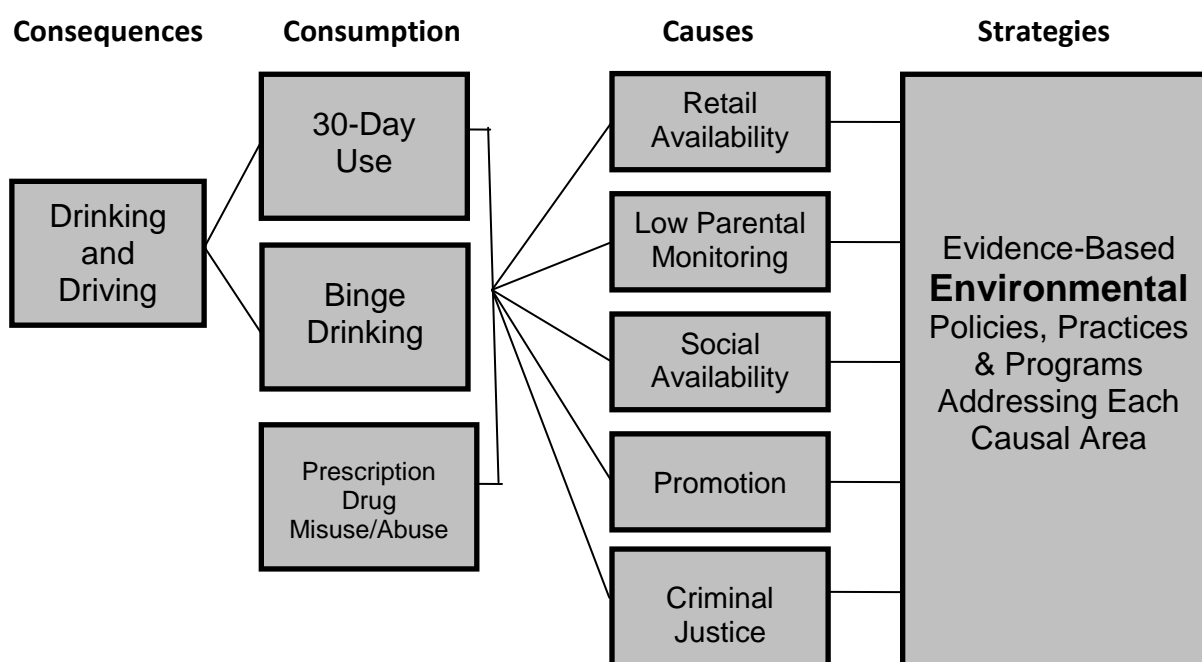 Consequences
Consumption
Causes
Strategies
Drinking
and
Driving
30-Day
Use
Binge
Drinking
Prescription
Drug
Misuse/Abuse
Retail
Availability
Low Parental
Monitoring
Social
Availability
Promotion
Criminal
Justice
Evidence-Based
Environmental
Policies, Practices
& Programs
Addressing Each
Causal Area